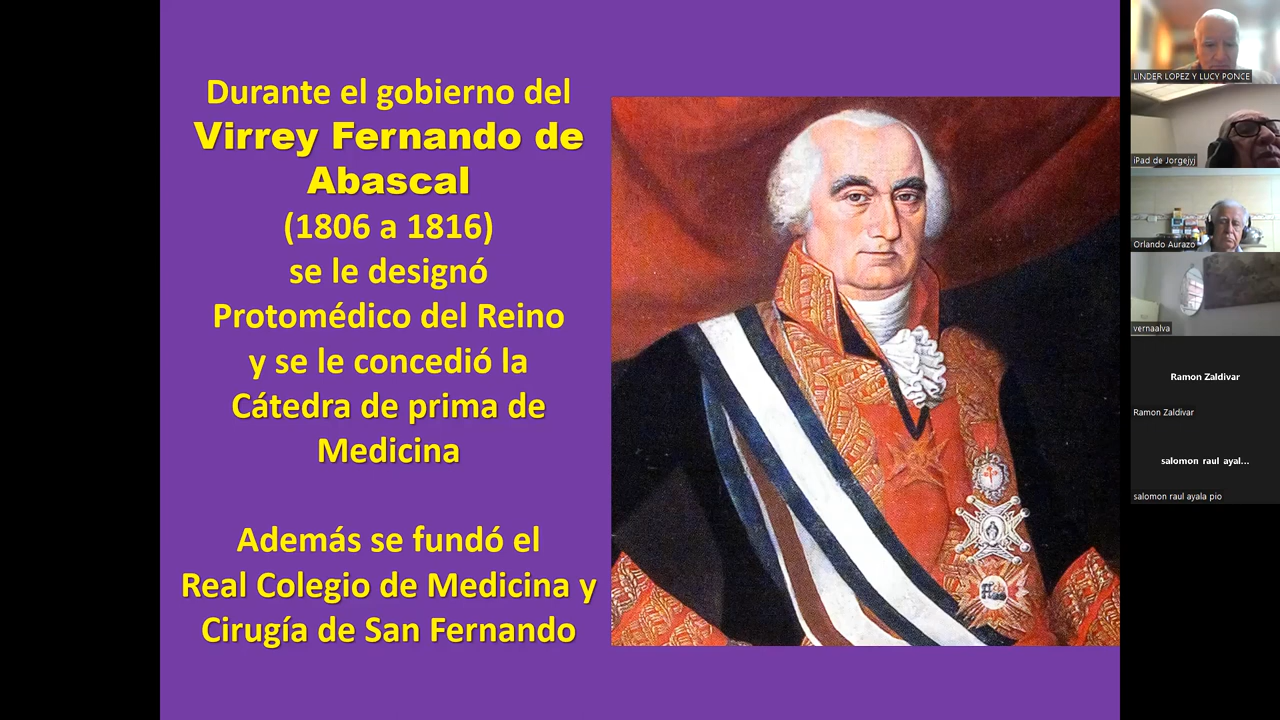 Durante el gobierno del
Virrey Fernando de
Abascal
(1806 a 1816)
se le designó
Protomédico del Reino
y se le concedió la
Cátedra de prima de
Medicina
Además se fundó el
Real Colegio de Medicina y
Cirugía de San Fernando
LINDER LOPEZ Y LUCY PONCE
iPad de Jorgejyj
Orlando Aurazo
vernaalva
Ramon Zaldivar
Ramon Zaldivar
salomon raul ayal...
salomon raul ayala pio